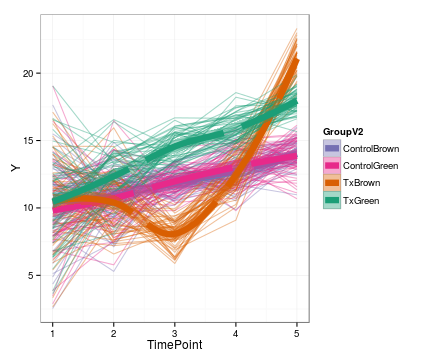 20
15
10
5
Y
1 2 3 4 5
TimePoint
GroupV2
ControlBrown
ControlGreen
TxBrown
TxGreen